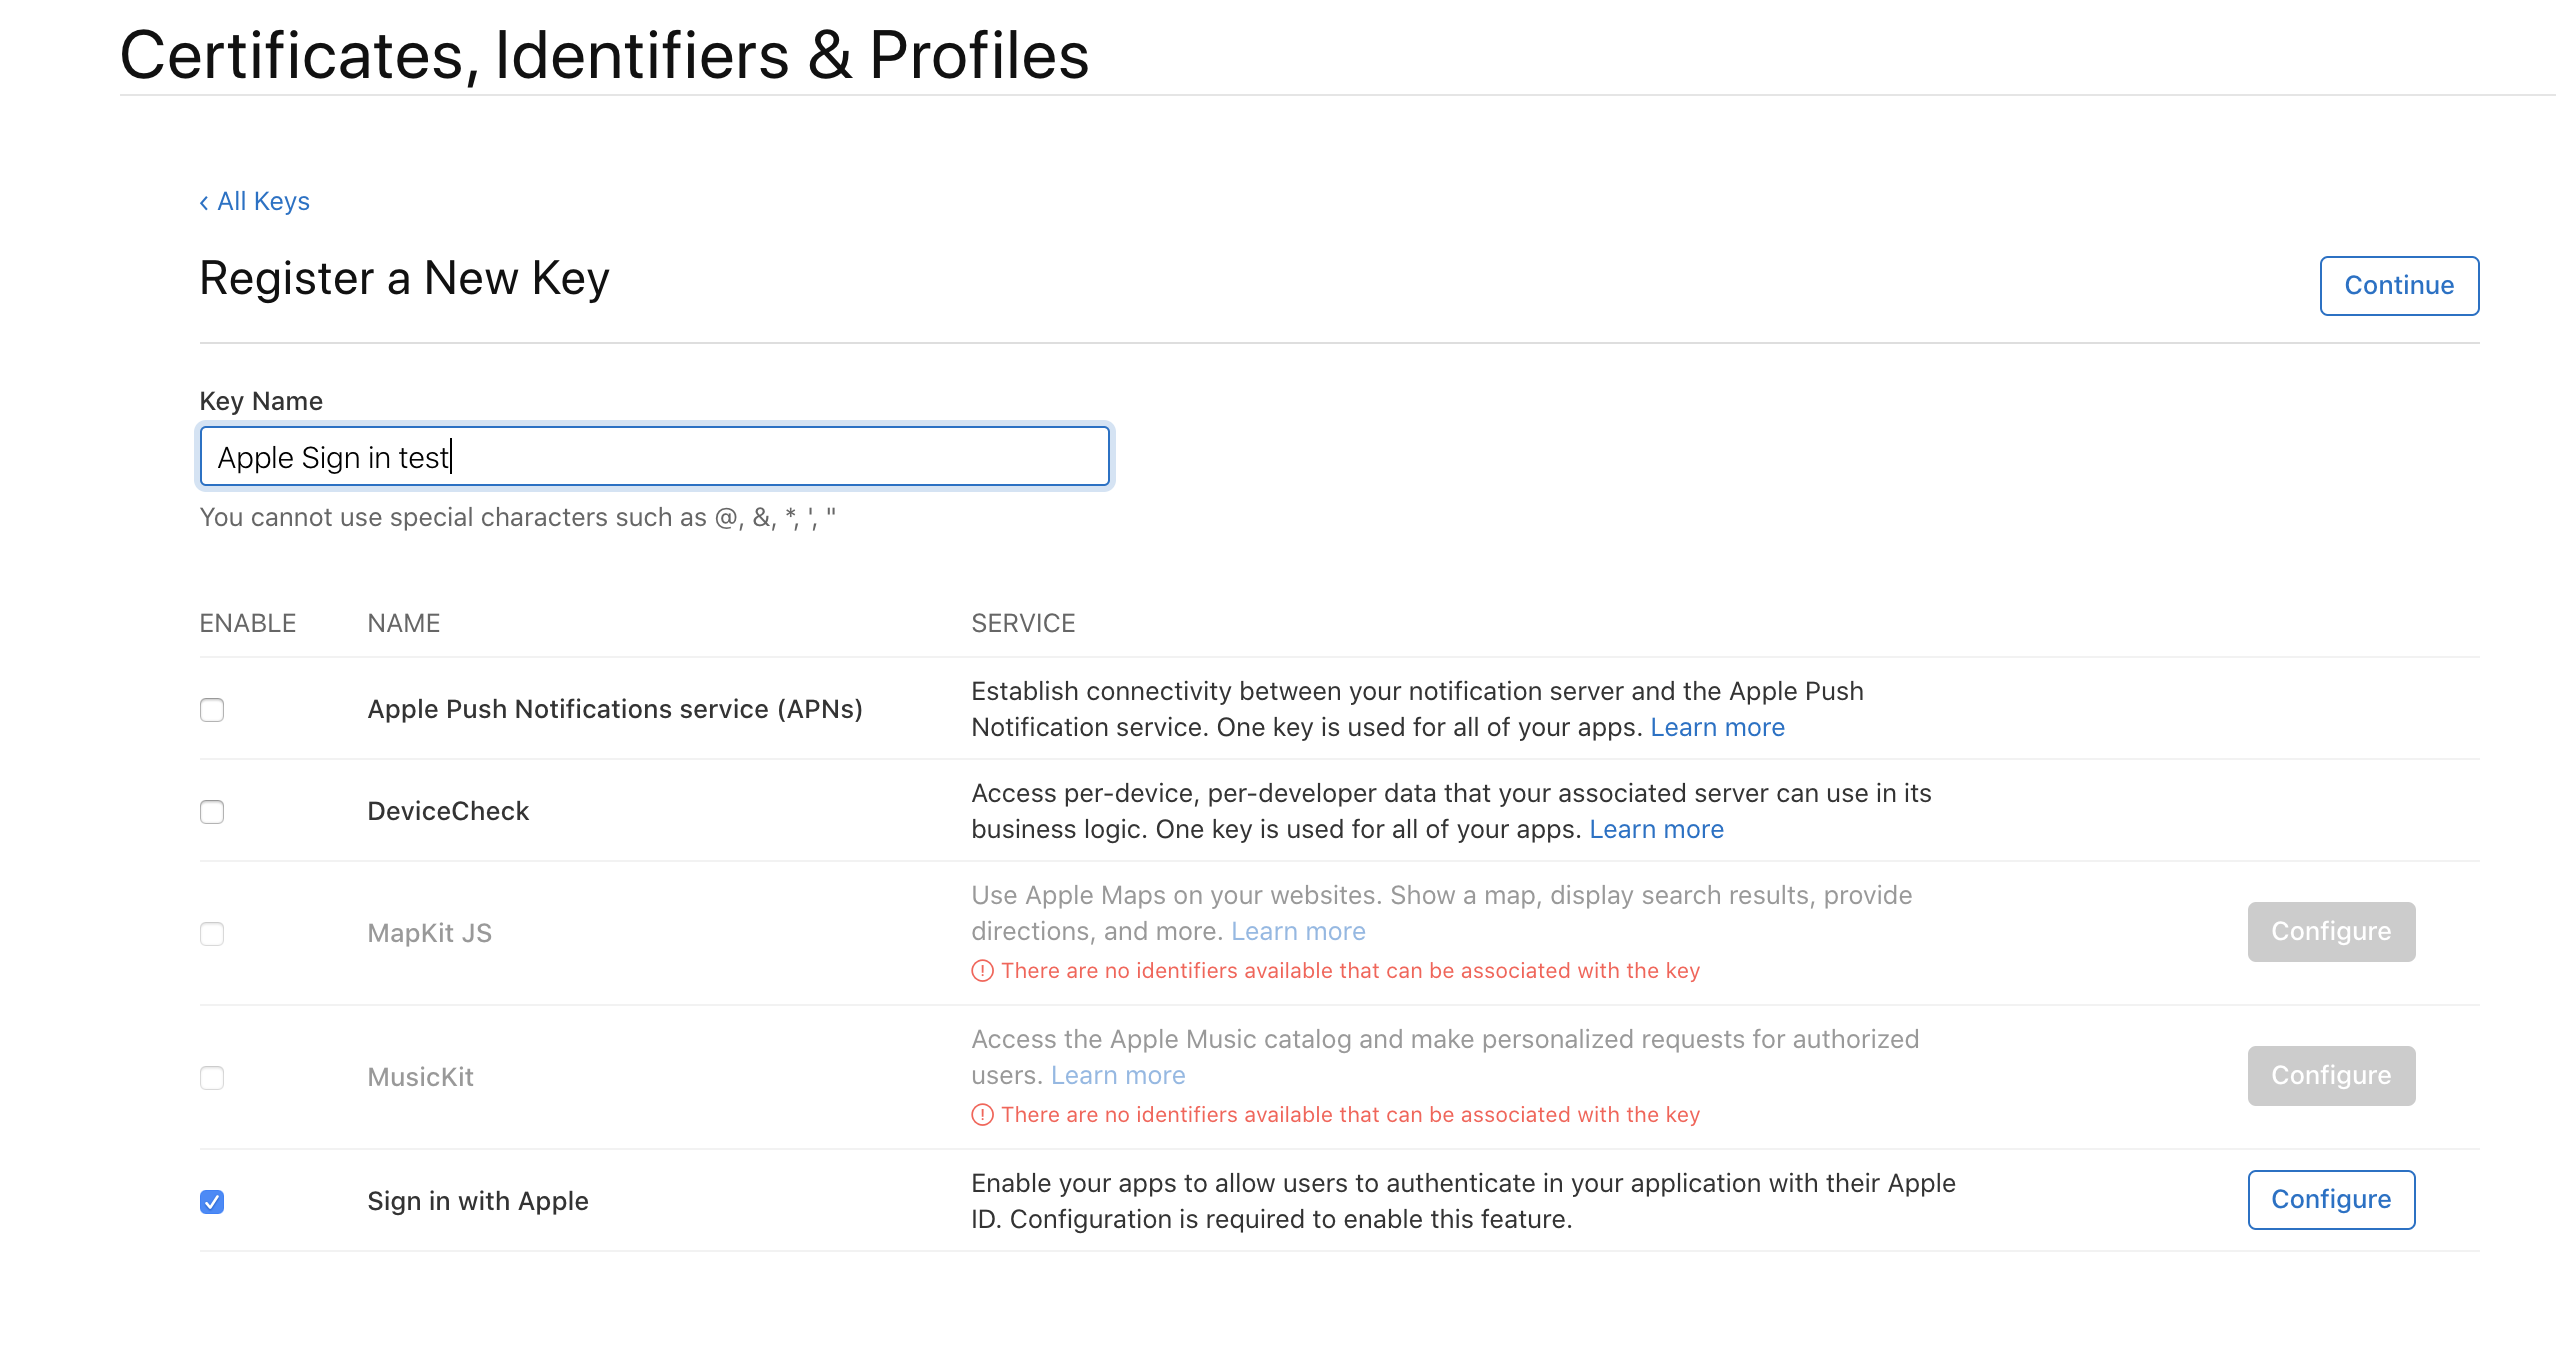 Certificates, Identifiers & Profiles
‹ All Keys
Register a New Key
Continue
Key Name
Apple Sign in test
You cannot use special characters such as @, &, *, ', "
ENABLE NAME SERVICE
Apple Push Notifications service (APNs)
Establish connectivity between your notification server and the Apple Push
Notification service. One key is used for all of your apps. Learn more
DeviceCheck
Access per-device, per-developer data that your associated server can use in its
business logic. One key is used for all of your apps. Learn more
MapKit JS
Use Apple Maps on your websites. Show a map, display search results, provide
directions, and more. Learn more
There are no identifiers available that can be associated with the key
Configure
MusicKit
Access the Apple Music catalog and make personalized requests for authorized
users. Learn more
There are no identifiers available that can be associated with the key
Configure
Sign in with Apple
Enable your apps to allow users to authenticate in your application with their Apple
ID. Configuration is required to enable this feature.
Configure